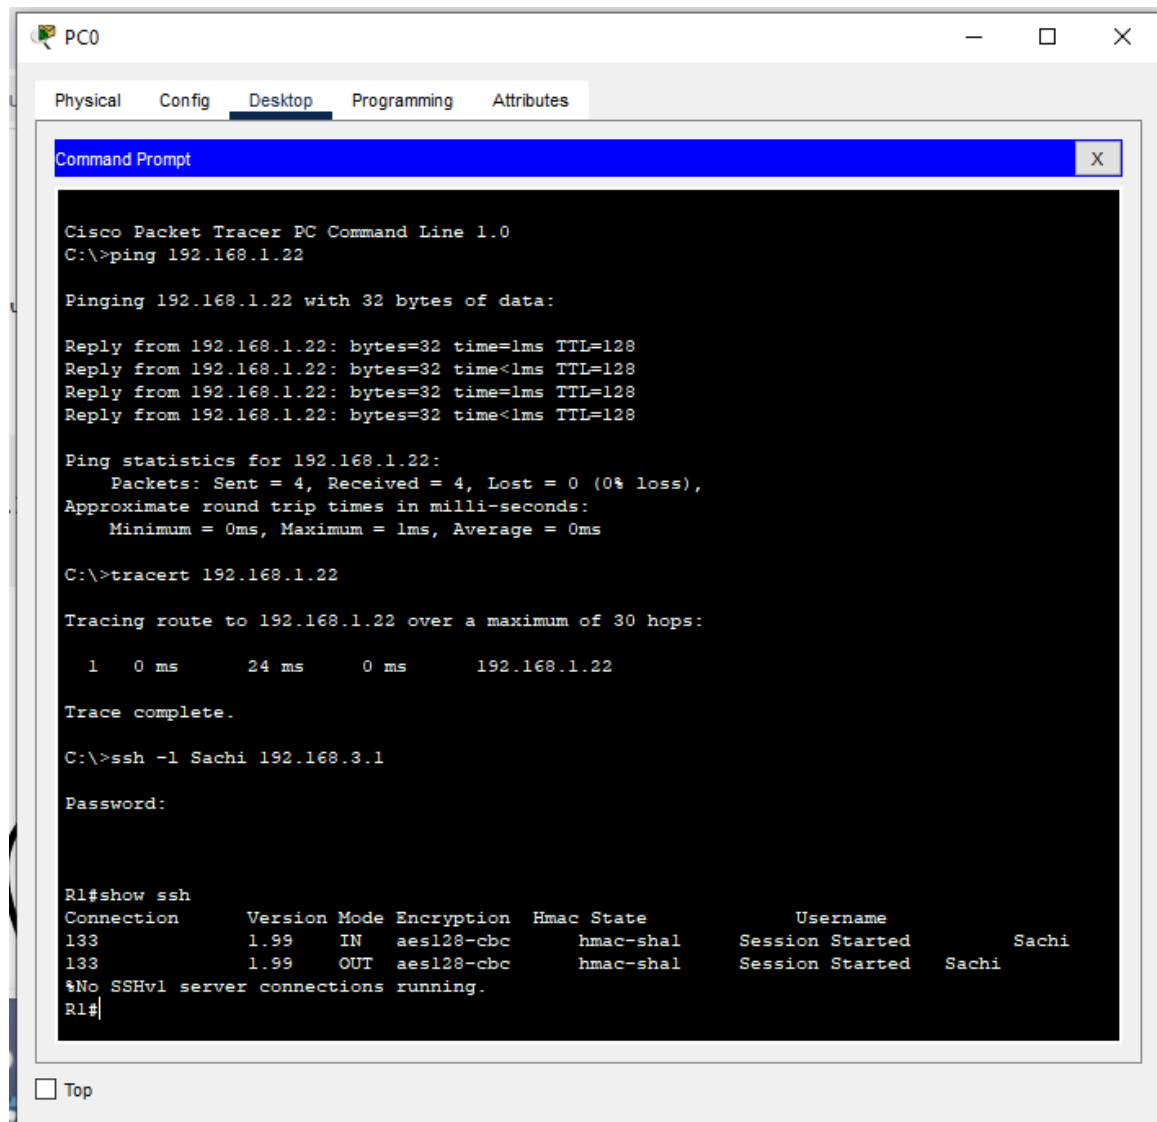 PC0
Physical Config Desktop Programming Attributes
Command Prompt
X
Cisco Packet Tracer PC Command Line 1.0
C:\>ping 192.168.1.22
Pinging 192.168.1.22 with 32 bytes of data:
Reply from 192.168.1.22: bytes=32 time=1ms TTL=128
Reply from 192.168.1.22: bytes=32 time<1ms TTL=128
Reply from 192.168.1.22: bytes=32 time=1ms TTL=128
Reply from 192.168.1.22: bytes=32 time<1ms TTL=128
Ping statistics for 192.168.1.22:
    Packets: Sent = 4, Received = 4, Lost = 0 (0% loss),
Approximate round trip times in milli-seconds:
    Minimum = 0ms, Maximum = 1ms, Average = 0ms
C:\>tracert 192.168.1.22
Tracing route to 192.168.1.22 over a maximum of 30 hops:
  1   0 ms      24 ms     0 ms      192.168.1.22
Trace complete.
C:\>ssh -l Sachi 192.168.3.1
Password:
R1#show ssh
Connection      Version Mode Encryption  Hmac State             Username
133             1.99    IN   aes128-cbc      hmac-sha1     Session Started         Sachi
133             1.99    OUT  aes128-cbc      hmac-sha1     Session Started   Sachi
%No SSHv1 server connections running.
R1#
Top